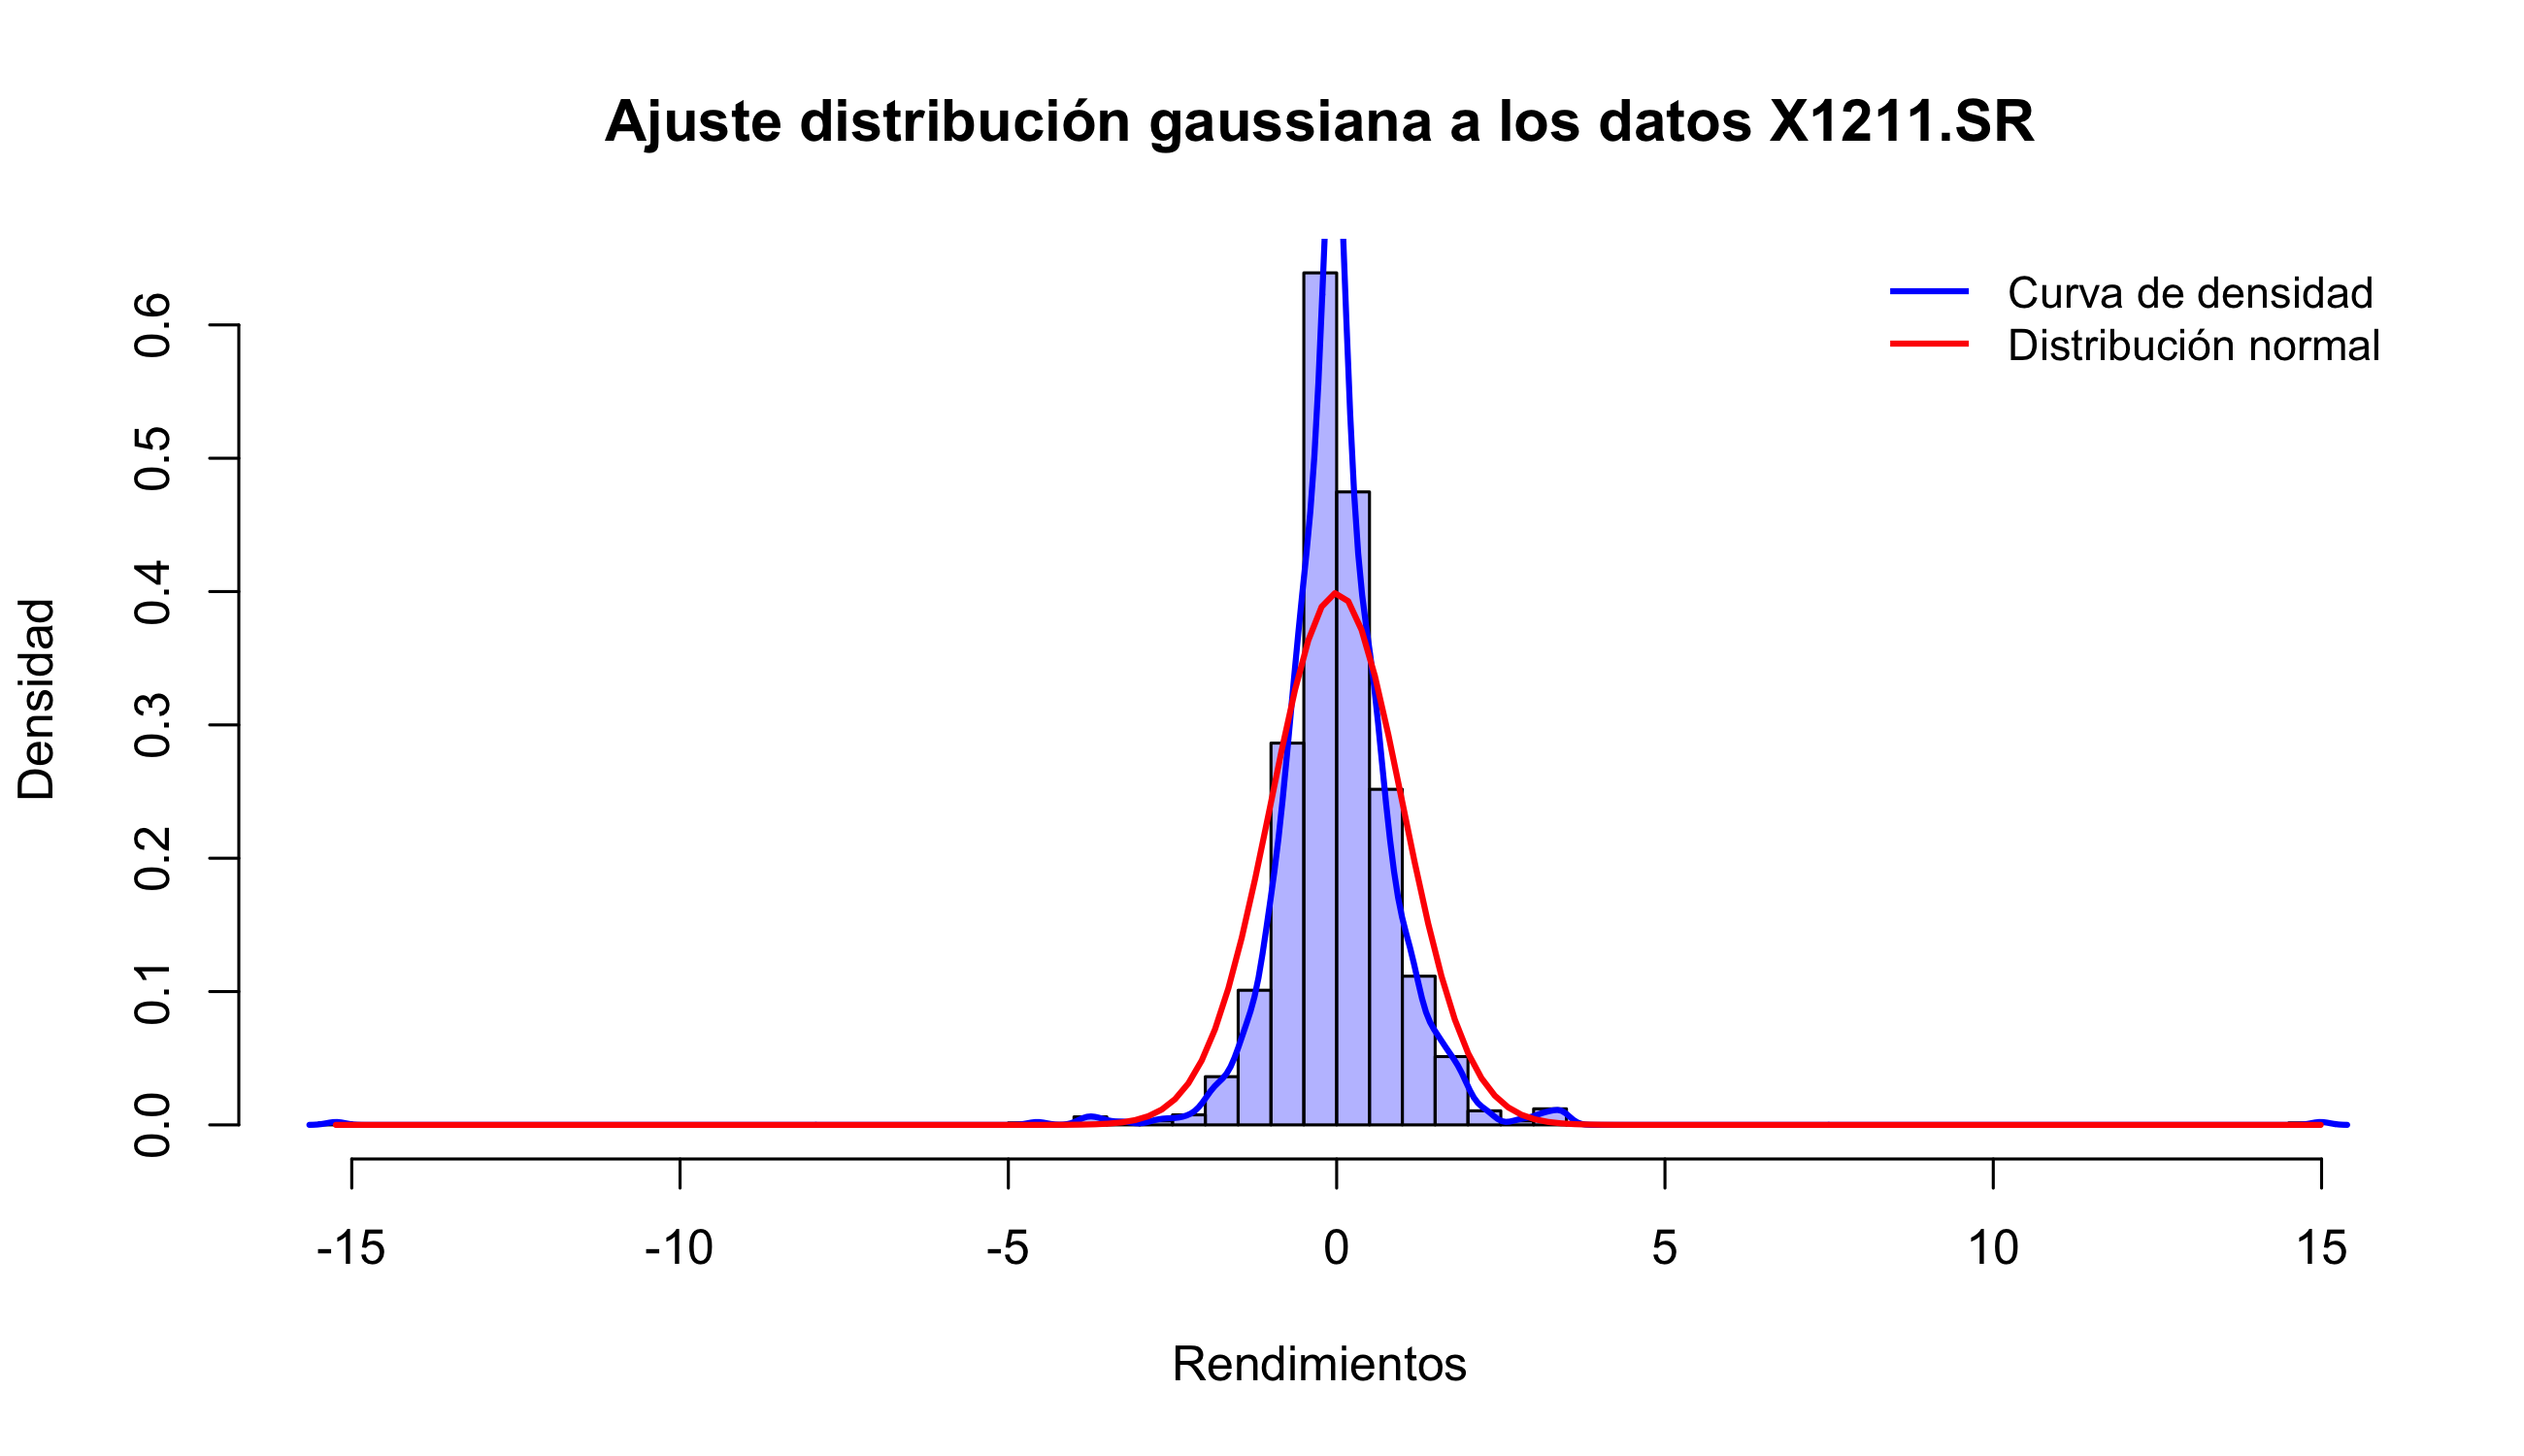 Ajuste distribución gaussiana a los datos X1211.SR
Curva de densidad
Distribución normal
Densidad
0.6
0.5
0.4
0.3
0.2
0.1
0.0
-15 -10 -5 0 5 10 15
Rendimientos